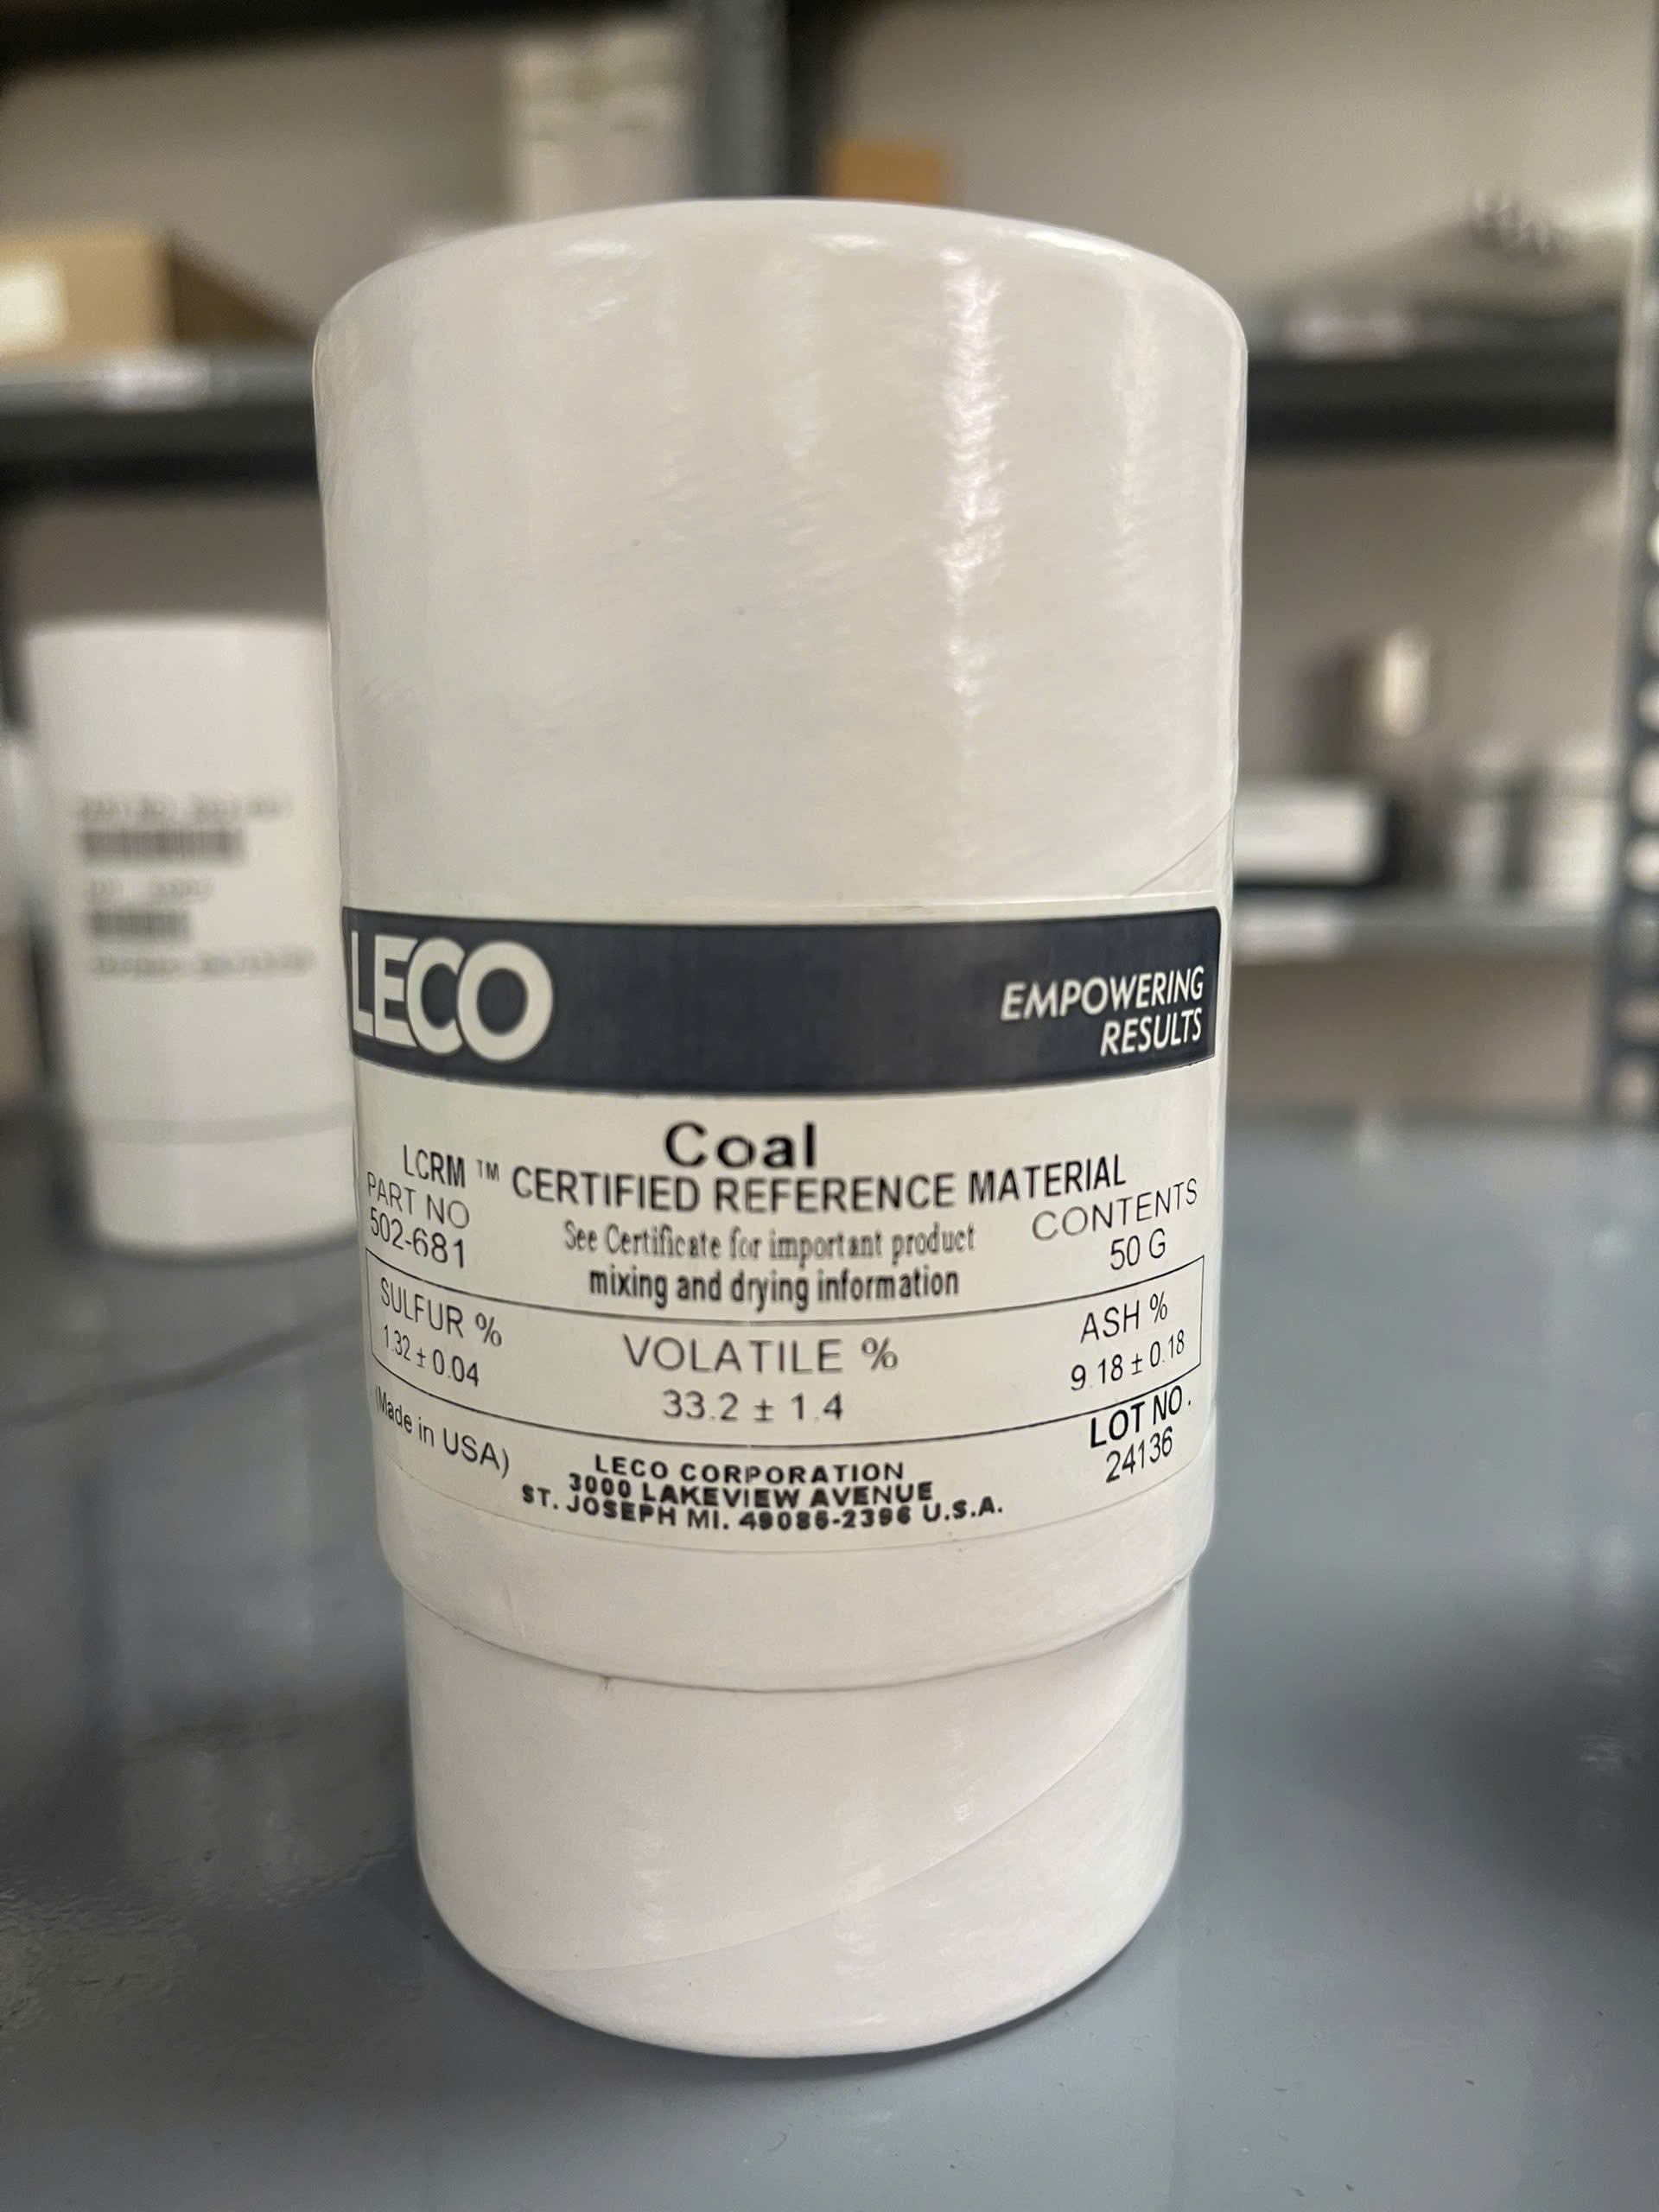 LECO
EMPOWERING
RESULTS
Coal
LCRM ™ CERTIFIED REFERENCE MATERIAL
PART NO
502-681
See Certificate for important product
mixing and drying information
CONTENTS
50 G
SULFUR %
1.32 ± 0.04
VOLATILE %
33.2 ± 1.4
ASH %
9.18 ± 0.18
(Made in USA)
LECO CORPORATION
3000 LAKEVIEW AVENUE
ST. JOSEPH MI. 49085-2396 U.S.A.
LOT NO.
24136